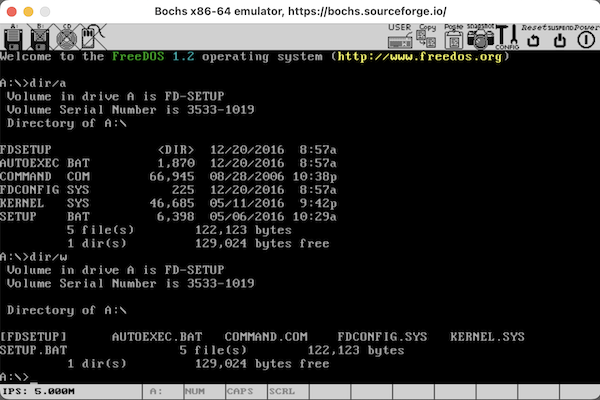 Bochs x86-64 emulator, https://bochs.sourceforge.io/
A: B: CD USER Copy Paste snapshot CONFIG Reset SUSPEND Power
Welcome to the FreeDOS 1.2 operating system (http://www.freedos.org)
A:\>dir/a
Volume in drive A is FD-SETUP
Volume Serial Number is 3533-1019
Directory of A:\
FDSETUP <DIR> 12/20/2016 8:57a
AUTOEXEC BAT 1,870 12/20/2016 8:57a
COMMAND COM 66,945 08/28/2006 10:38p
FDCONFIG SYS 225 12/20/2016 8:57a
KERNEL SYS 46,685 05/11/2016 9:42p
SETUP BAT 6,398 05/06/2016 10:29a
5 file(s) 122,123 bytes
1 dir(s) 129,024 bytes free
A:\>dir/w
Volume in drive A is FD-SETUP
Volume Serial Number is 3533-1019
Directory of A:\
[FDSETUP] AUTOEXEC.BAT COMMAND.COM FDCONFIG.SYS KERNEL.SYS
SETUP.BAT 5 file(s) 122,123 bytes
1 dir(s) 129,024 bytes free
A:\>_
IPS: 5.000M A: NUM CAPS SCRL